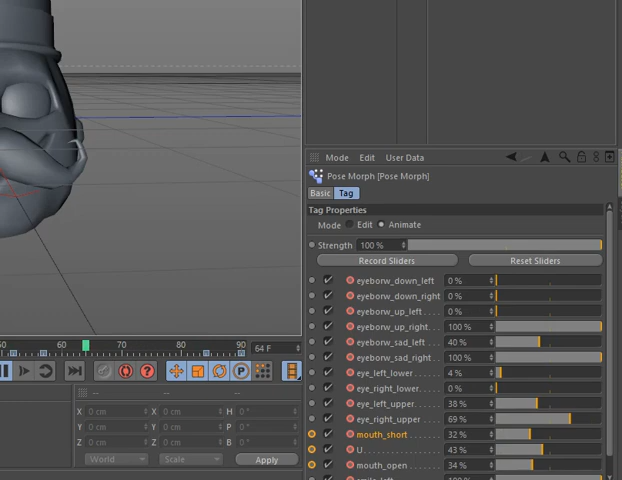 Mode Edit User Data
Pose Morph [Pose Morph]
Basic Tag
Tag Properties
Mode Edit Animate
Strength 100 %
Record Sliders Reset Sliders
eyeborw_down_left 0 %
eyeborw_down_right 0 %
eyeborw_up_left . . 0 %
eyeborw_up_right. 100 %
eyeborw_sad_left 40 %
eyeborw_sad_right 100 %
eye_left_lower. . . 4 %
eye_right_lower. . 0 %
eye_left_upper. . . 38 %
eye_right_upper 69 %
mouth_short 32 %
U 43 %
mouth_open 34 %
50 60 70 80 90 64 F
X 0 cm X 0 cm H 0 °
Y 0 cm Y 0 cm P 0 °
Z 0 cm Z 0 cm B 0 °
World Scale Apply